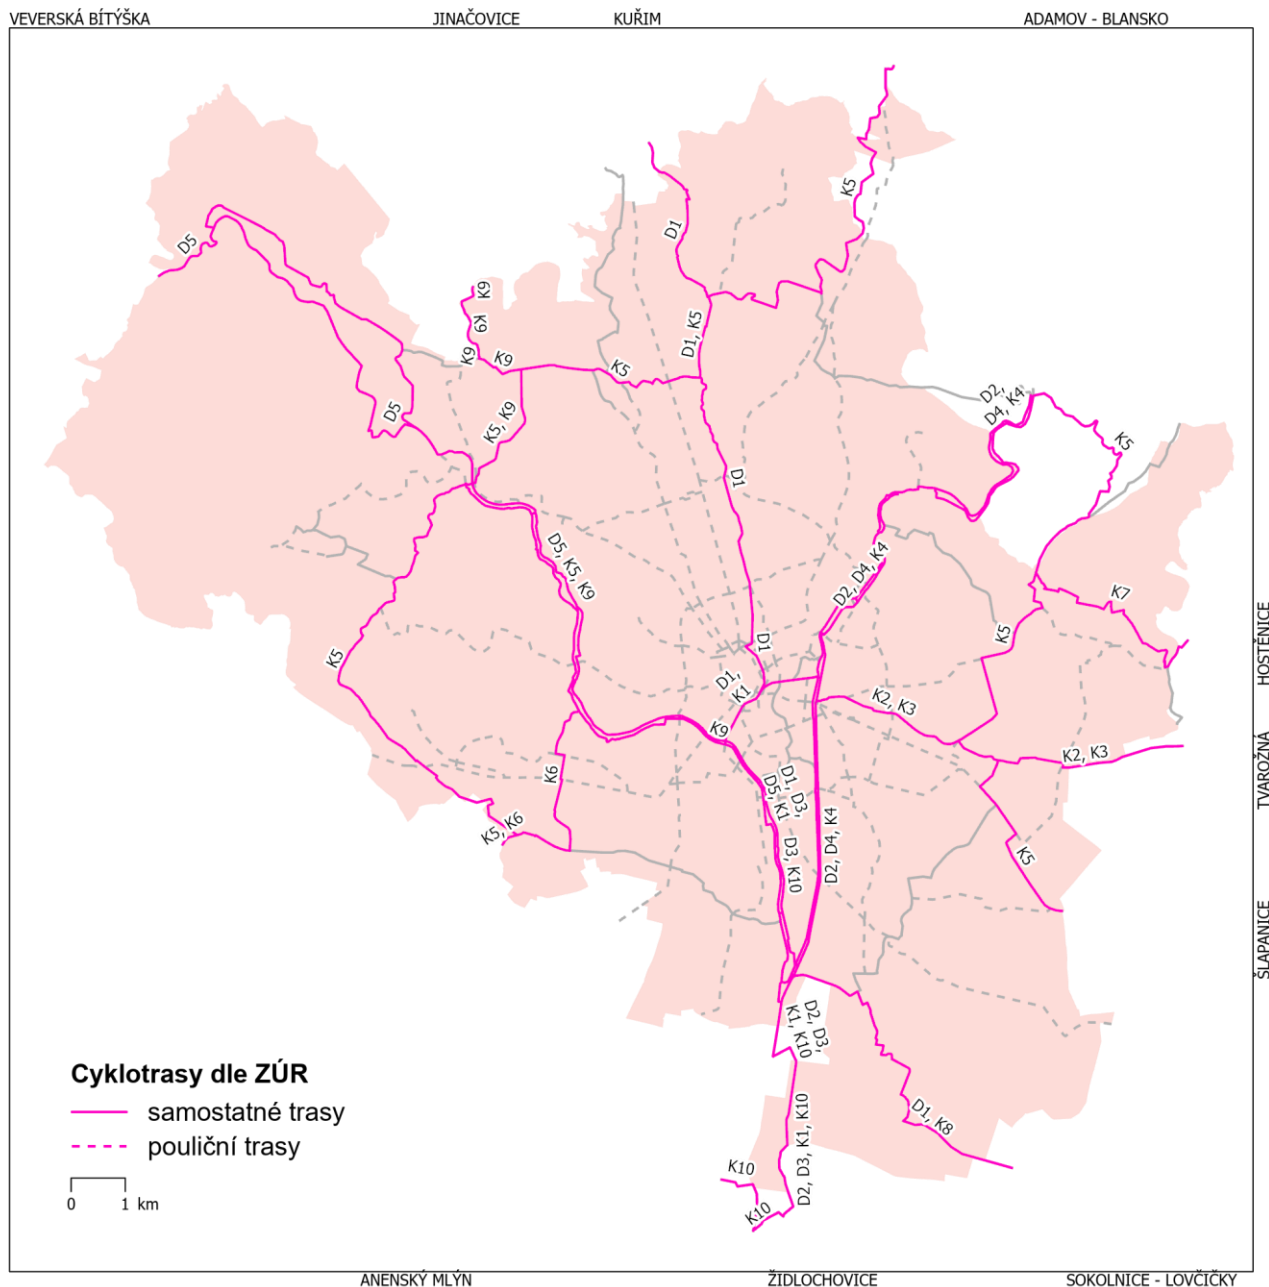 VEVERSKÁ BÍTÝŠKA
JINAČOVICE
KUŘIM
ADAMOV - BLANSKO
K5
D1
D5
K9
K9
D1, K5
K9
K9
K5
D2,
D4, K4
D5
K5, K9
K5
D1
D5, K5, K9
D2, D4, K4
K7
HOSTĚNICE
K5
D1
K5
D1,
K1
K2, K3
K9
K2, K3
TVAROŽNÁ
K6
D1, D3,
D5, K1
D2, D4, K4
K5, K6
D3, K10
K5
ŠLAPANICE
D2, D3,
K1, K10
Cyklotrasy dle ZÚR
samostatné trasy
pouliční trasy
D1, K8
D2, D3, K1, K10
K10
K10
0 1 km
ANENSKÝ MLÝN
ŽIDLOCHOVICE
SOKOLNICE - LOVČIČKY